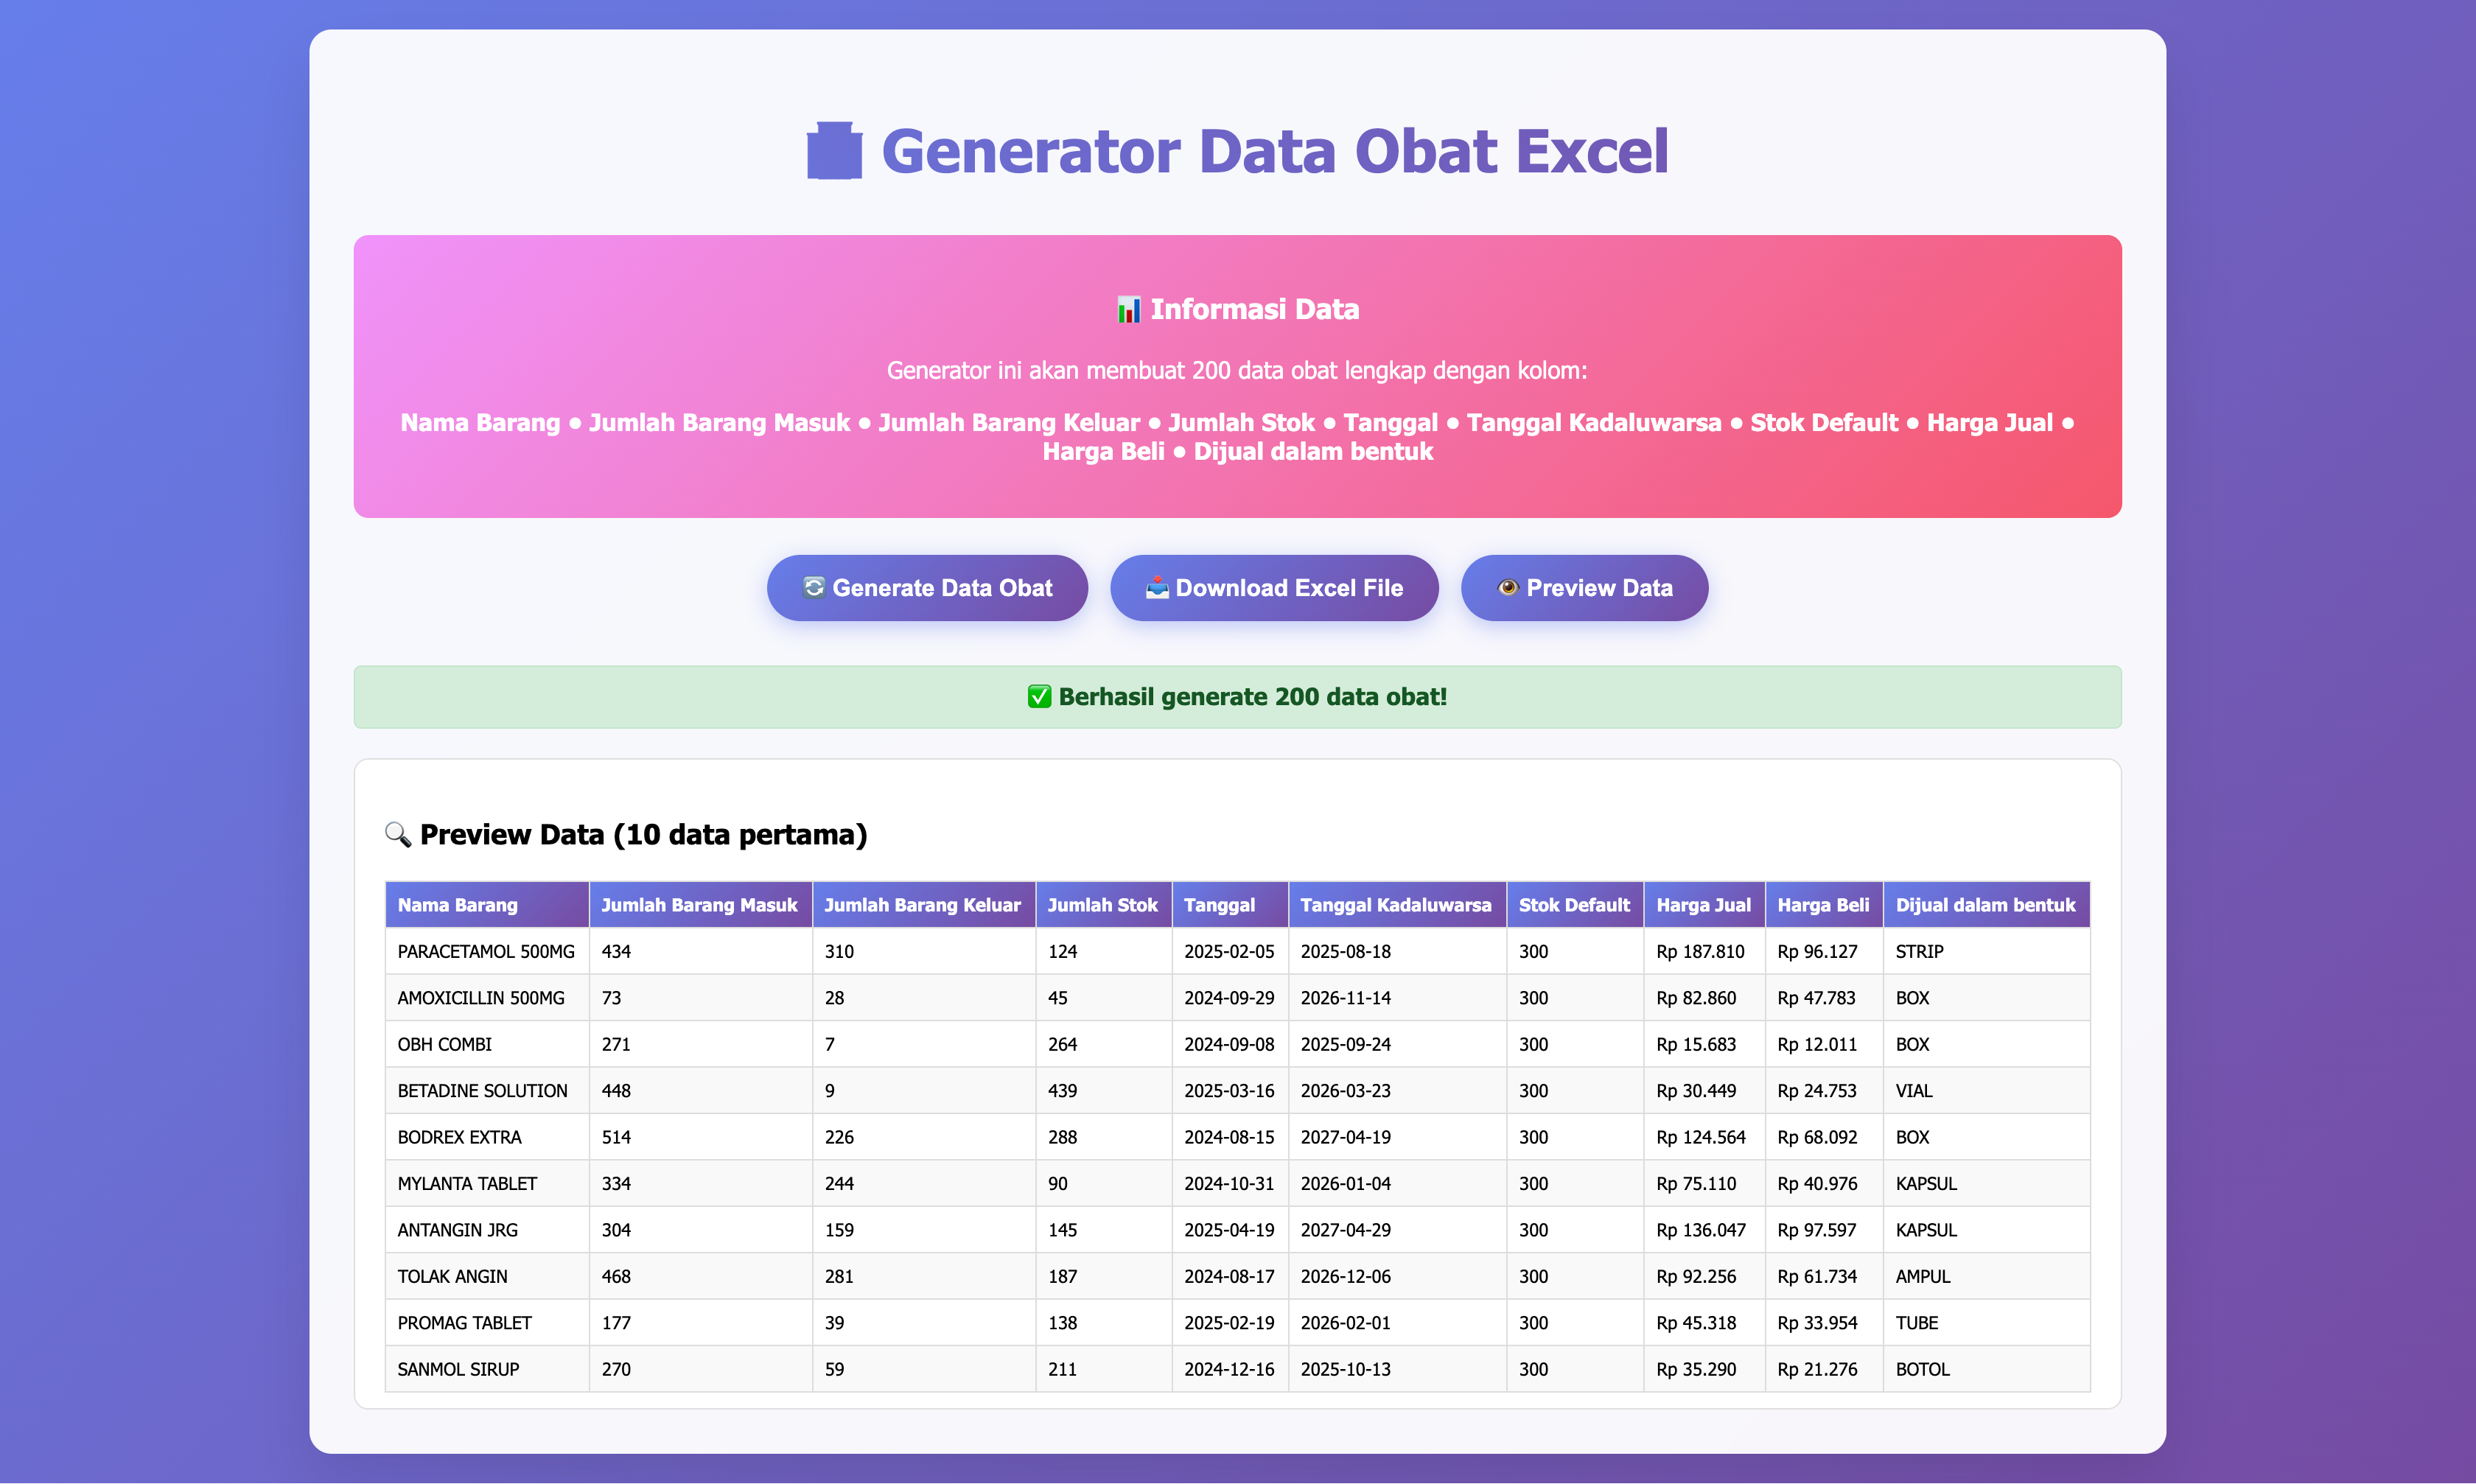 Generator Data Obat Excel
📊 Informasi Data
Generator ini akan membuat 200 data obat lengkap dengan kolom:
Nama Barang • Jumlah Barang Masuk • Jumlah Barang Keluar • Jumlah Stok • Tanggal • Tanggal Kadaluwarsa • Stok Default • Harga Jual •
Harga Beli • Dijual dalam bentuk
🔄 Generate Data Obat 📤 Download Excel File 👁️ Preview Data
✅ Berhasil generate 200 data obat!
🔍 Preview Data (10 data pertama)
Nama Barang Jumlah Barang Masuk Jumlah Barang Keluar Jumlah Stok Tanggal Tanggal Kadaluwarsa Stok Default Harga Jual Harga Beli Dijual dalam bentuk
PARACETAMOL 500MG 434 310 124 2025-02-05 2025-08-18 300 Rp 187.810 Rp 96.127 STRIP
AMOXICILLIN 500MG 73 28 45 2024-09-29 2026-11-14 300 Rp 82.860 Rp 47.783 BOX
OBH COMBI 271 7 264 2024-09-08 2025-09-24 300 Rp 15.683 Rp 12.011 BOX
BETADINE SOLUTION 448 9 439 2025-03-16 2026-03-23 300 Rp 30.449 Rp 24.753 VIAL
BODREX EXTRA 514 226 288 2024-08-15 2027-04-19 300 Rp 124.564 Rp 68.092 BOX
MYLANTA TABLET 334 244 90 2024-10-31 2026-01-04 300 Rp 75.110 Rp 40.976 KAPSUL
ANTANGIN JRG 304 159 145 2025-04-19 2027-04-29 300 Rp 136.047 Rp 97.597 KAPSUL
TOLAK ANGIN 468 281 187 2024-08-17 2026-12-06 300 Rp 92.256 Rp 61.734 AMPUL
PROMAG TABLET 177 39 138 2025-02-19 2026-02-01 300 Rp 45.318 Rp 33.954 TUBE
SANMOL SIRUP 270 59 211 2024-12-16 2025-10-13 300 Rp 35.290 Rp 21.276 BOTOL